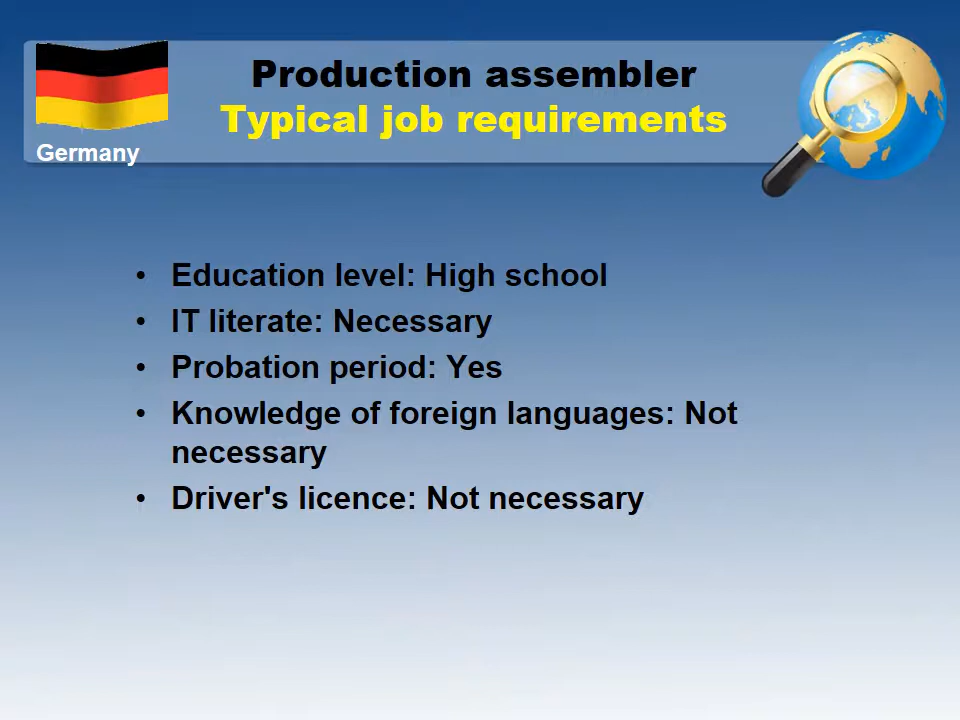 Production assembler
Typical job requirements
Germany
• Education level: High school
• IT literate: Necessary
• Probation period: Yes
• Knowledge of foreign languages: Not
necessary
• Driver's licence: Not necessary